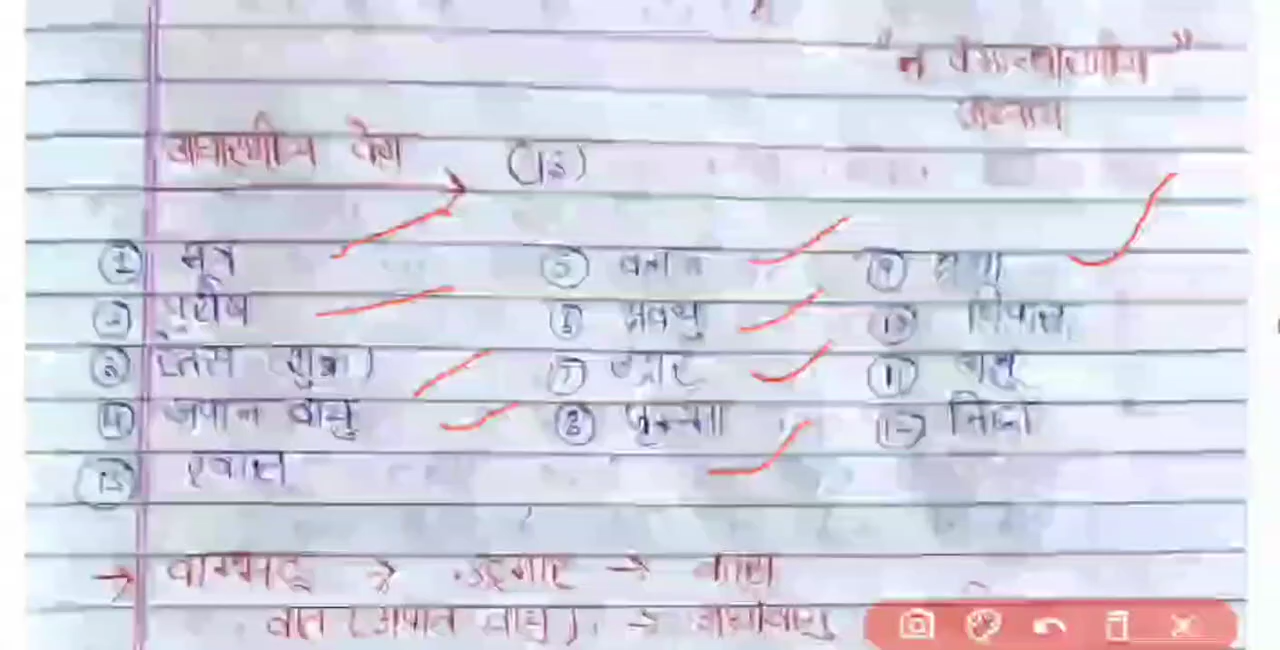 "न वेगान्धारणीय"
अध्याय
अधारणीय वेग → (13)
① मूत्र ⑤ वमन ⑨ क्षुधा
② पुरीष ⑥ क्षवथु ⑩ पिपासा
③ रेतस (शुक्र) ⑦ उद्गार ⑪ वाष्प
④ अपान वायु ⑧ जृम्भा ⑫ निद्रा
⑬ श्वास
→ वाग्भट्ट → उद्गार → कास
वात (अपान वायु) → अधोवायु